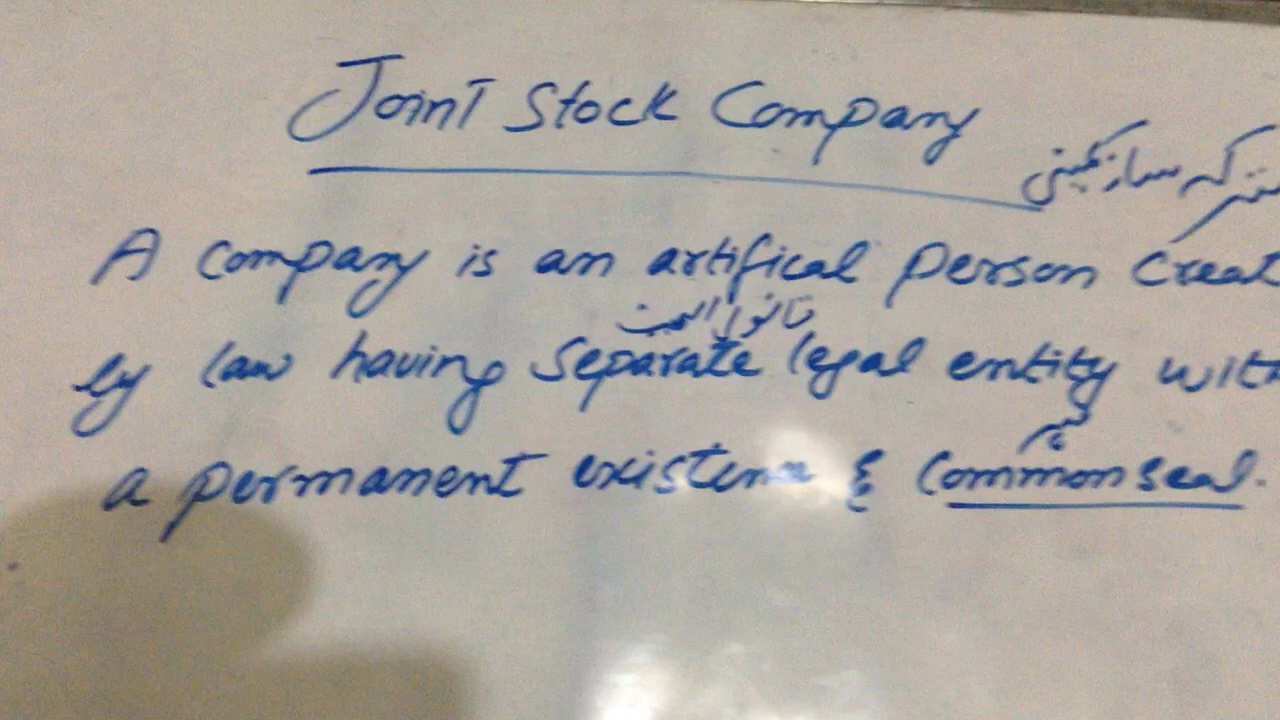 Joint Stock Company
A company is an artifical person creat
by law having separate legal entity with
a permanent existence & Common seal.